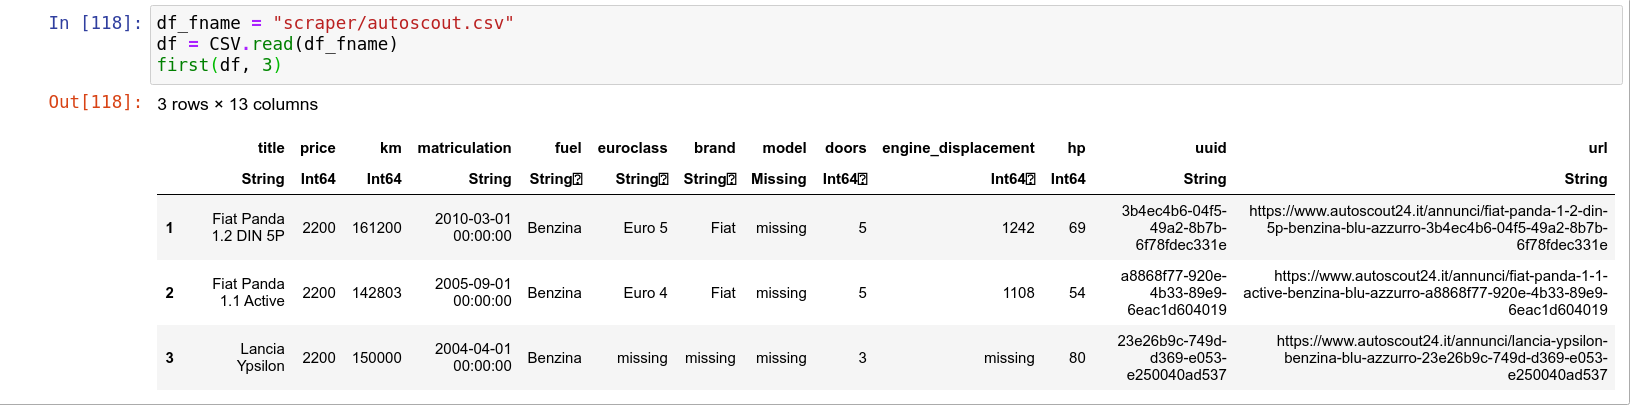 In [118]: df_fname = "scraper/autoscout.csv"
df = CSV.read(df_fname)
first(df, 3)
Out[118]: 3 rows × 13 columns
title price km matriculation fuel euroclass brand model doors engine_displacement hp uuid url
String Int64 Int64 String String⍰ String⍰ String⍰ Missing Int64⍰ Int64⍰ Int64 String String
3b4ec4b6-04f5- https://www.autoscout24.it/annunci/fiat-panda-1-2-din-
Fiat Panda 2010-03-01
1 2200 161200 Benzina Euro 5 Fiat missing 5 1242 69 49a2-8b7b- 5p-benzina-blu-azzurro-3b4ec4b6-04f5-49a2-8b7b-
1.2 DIN 5P 00:00:00
6f78fdec331e 6f78fdec331e
a8868f77-920e- https://www.autoscout24.it/annunci/fiat-panda-1-1-
Fiat Panda 2005-09-01
2 2200 142803 Benzina Euro 4 Fiat missing 5 1108 54 4b33-89e9- active-benzina-blu-azzurro-a8868f77-920e-4b33-89e9-
1.1 Active 00:00:00
6eac1d604019 6eac1d604019
23e26b9c-749d- https://www.autoscout24.it/annunci/lancia-ypsilon-
Lancia 2004-04-01
3 2200 150000 Benzina missing missing missing 3 missing 80 d369-e053- benzina-blu-azzurro-23e26b9c-749d-d369-e053-
Ypsilon 00:00:00
e250040ad537 e250040ad537